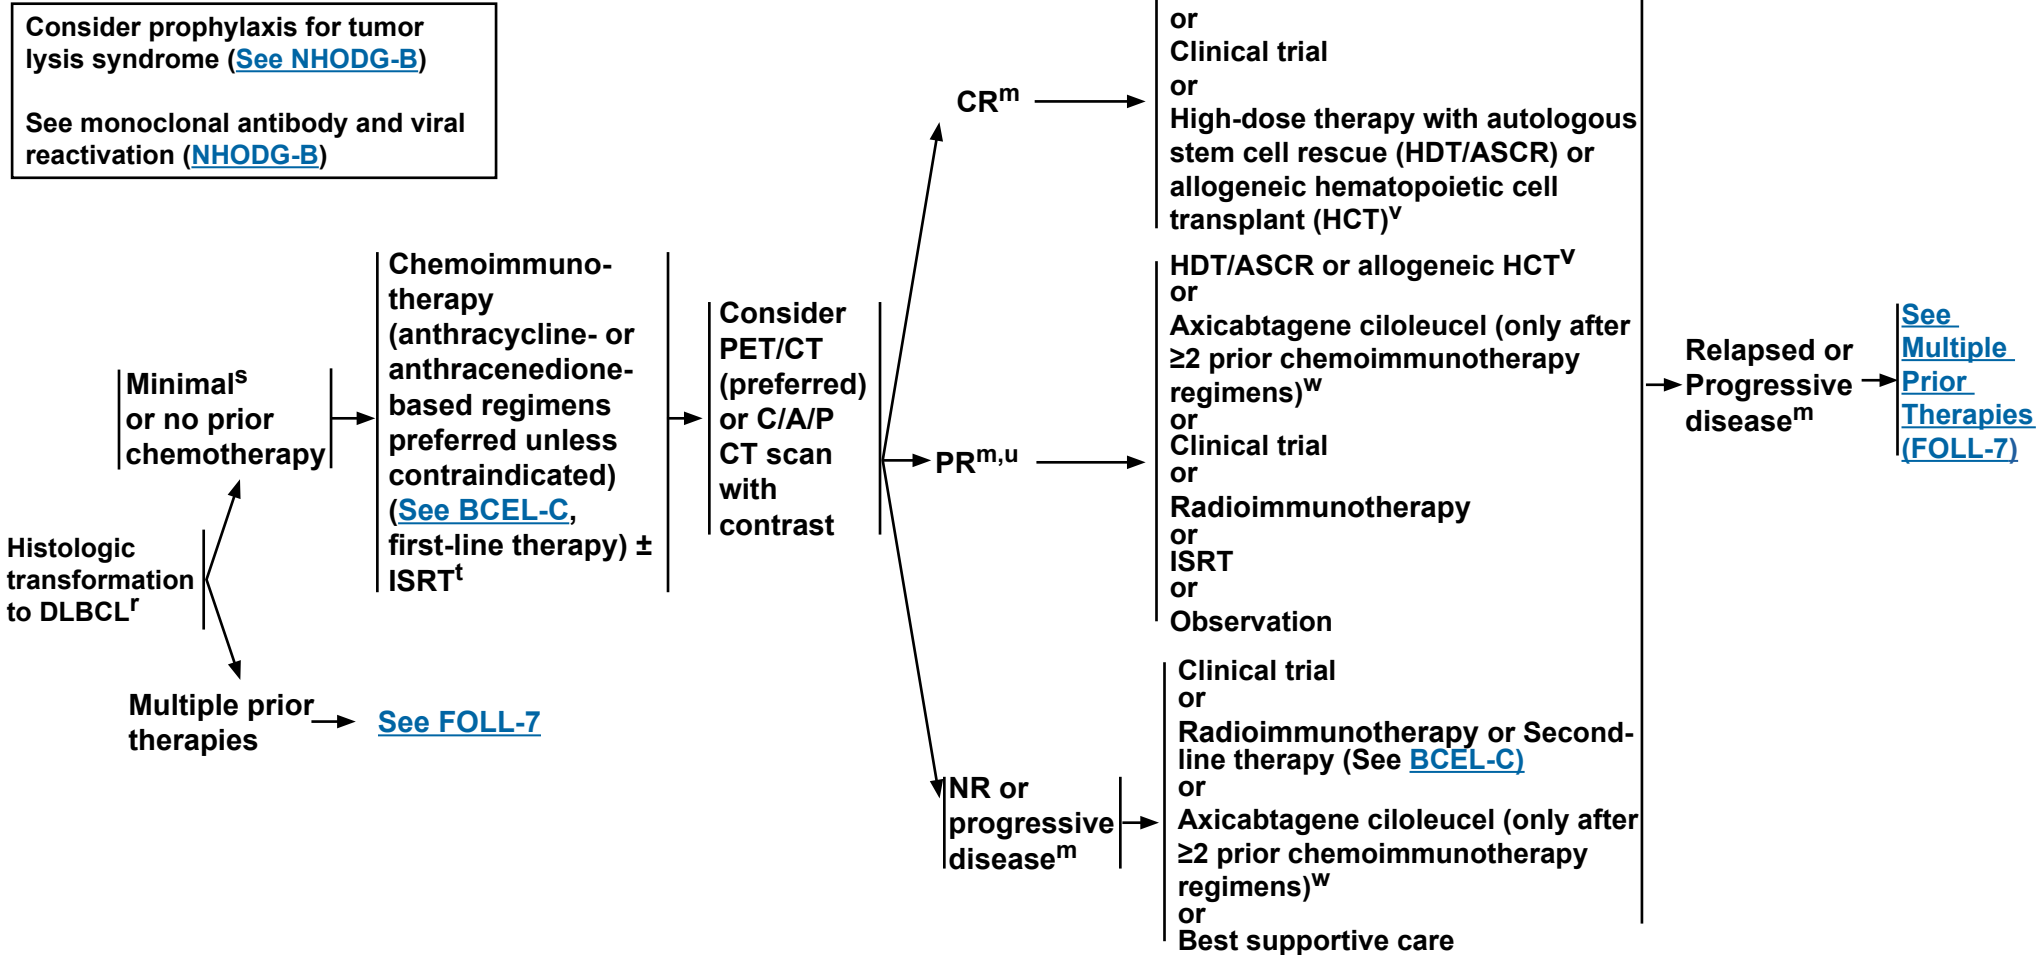 Consider prophylaxis for tumor
lysis syndrome (See NHODG-B)
See monoclonal antibody and viral
reactivation (NHODG-B)
Histologic
transformation
to DLBCLʳ
Minimalˢ
or no prior
chemotherapy
Multiple prior
therapies
See FOLL-7
Chemoimmuno-
therapy
(anthracycline- or
anthracenedione-
based regimens
preferred unless
contraindicated)
(See BCEL-C,
first-line therapy) ±
ISRTᵗ
Consider
PET/CT
(preferred)
or C/A/P
CT scan
with
contrast
CRᵐ
or
Clinical trial
or
High-dose therapy with autologous
stem cell rescue (HDT/ASCR) or
allogeneic hematopoietic cell
transplant (HCT)ᵛ
PRᵐ,ᵘ
HDT/ASCR or allogeneic HCTᵛ
or
Axicabtagene ciloleucel (only after
≥2 prior chemoimmunotherapy
regimens)ʷ
or
Clinical trial
or
Radioimmunotherapy
or
ISRT
or
Observation
NR or
progressive
diseaseᵐ
Clinical trial
or
Radioimmunotherapy or Second-
line therapy (See BCEL-C)
or
Axicabtagene ciloleucel (only after
≥2 prior chemoimmunotherapy
regimens)ʷ
or
Best supportive care
Relapsed or
Progressive
diseaseᵐ
See
Multiple
Prior
Therapies
(FOLL-7)